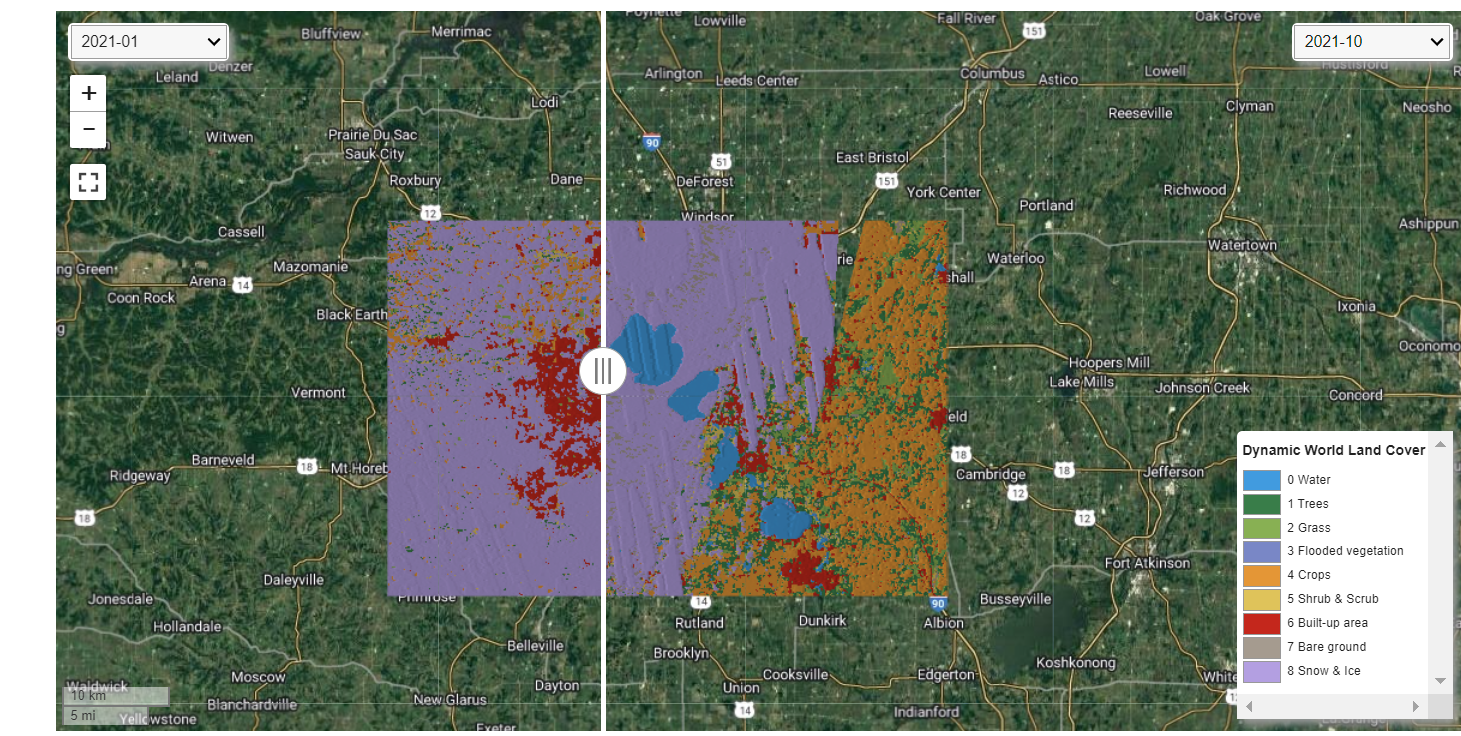 Poynette
Lowville
Fall River
Oak Grove
2021-01
Bluffview
Merrimac
151
2021-10
Denzer
Leland
Arlington
Leeds Center
Columbus
Astico
Lowell
Hustisford
+
Lodi
Reeseville
Clyman
Neosho
−
Witwen
Prairie Du Sac
90
Sauk City
51
East Bristol
Roxbury
Dane
DeForest
151
York Center
Richwood
12
Windsor
Portland
Cassell
Ashippun
Watertown
ng Green
Mazomanie
rie
Waterloo
Arena
14
shall
Coon Rock
Black Earth
Ixonia
g
Oconomo
Hoopers Mill
Vermont
Lake Mills
Johnson Creek
Concord
eld
Barneveld
18
Mt Horeb
18
Cambridge
18
Jefferson
Ridgeway
12
18
12
Dynamic World Land Cover
0 Water
1 Trees
2 Grass
3 Flooded vegetation
4 Crops
5 Shrub & Scrub
6 Built-up area
7 Bare ground
8 Snow & Ice
Fort Atkinson
Daleyville
Jonesdale
Primrose
14
90
Busseyville
Hollandale
Rutland
Dunkirk
Albion
Belleville
Brooklyn
Koshkonong
Moscow
Cooksville
Edgerton
White
Waldwick
10 km
Dayton
Union
New Glarus
Blanchardville
14
Indianford
5 mi
Yellowstone
Exeter
La Grange